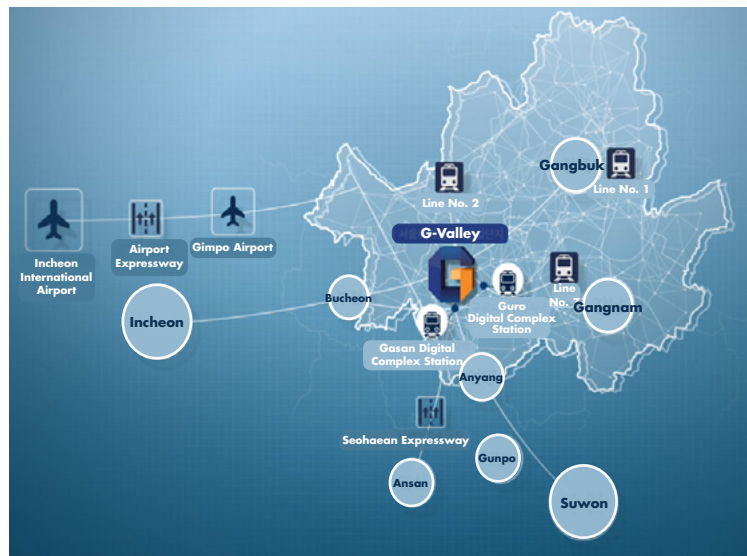 Gangbuk
Line No. 1
Line No. 2
G-Valley
Gimpo Airport
Airport
Expressway
Incheon
International
Airport
Line
No. 7
Guro
Digital Complex
Station
Gangnam
Bucheon
Incheon
Gasan Digital
Complex Station
Anyang
Seohaean Expressway
Gunpo
Ansan
Suwon